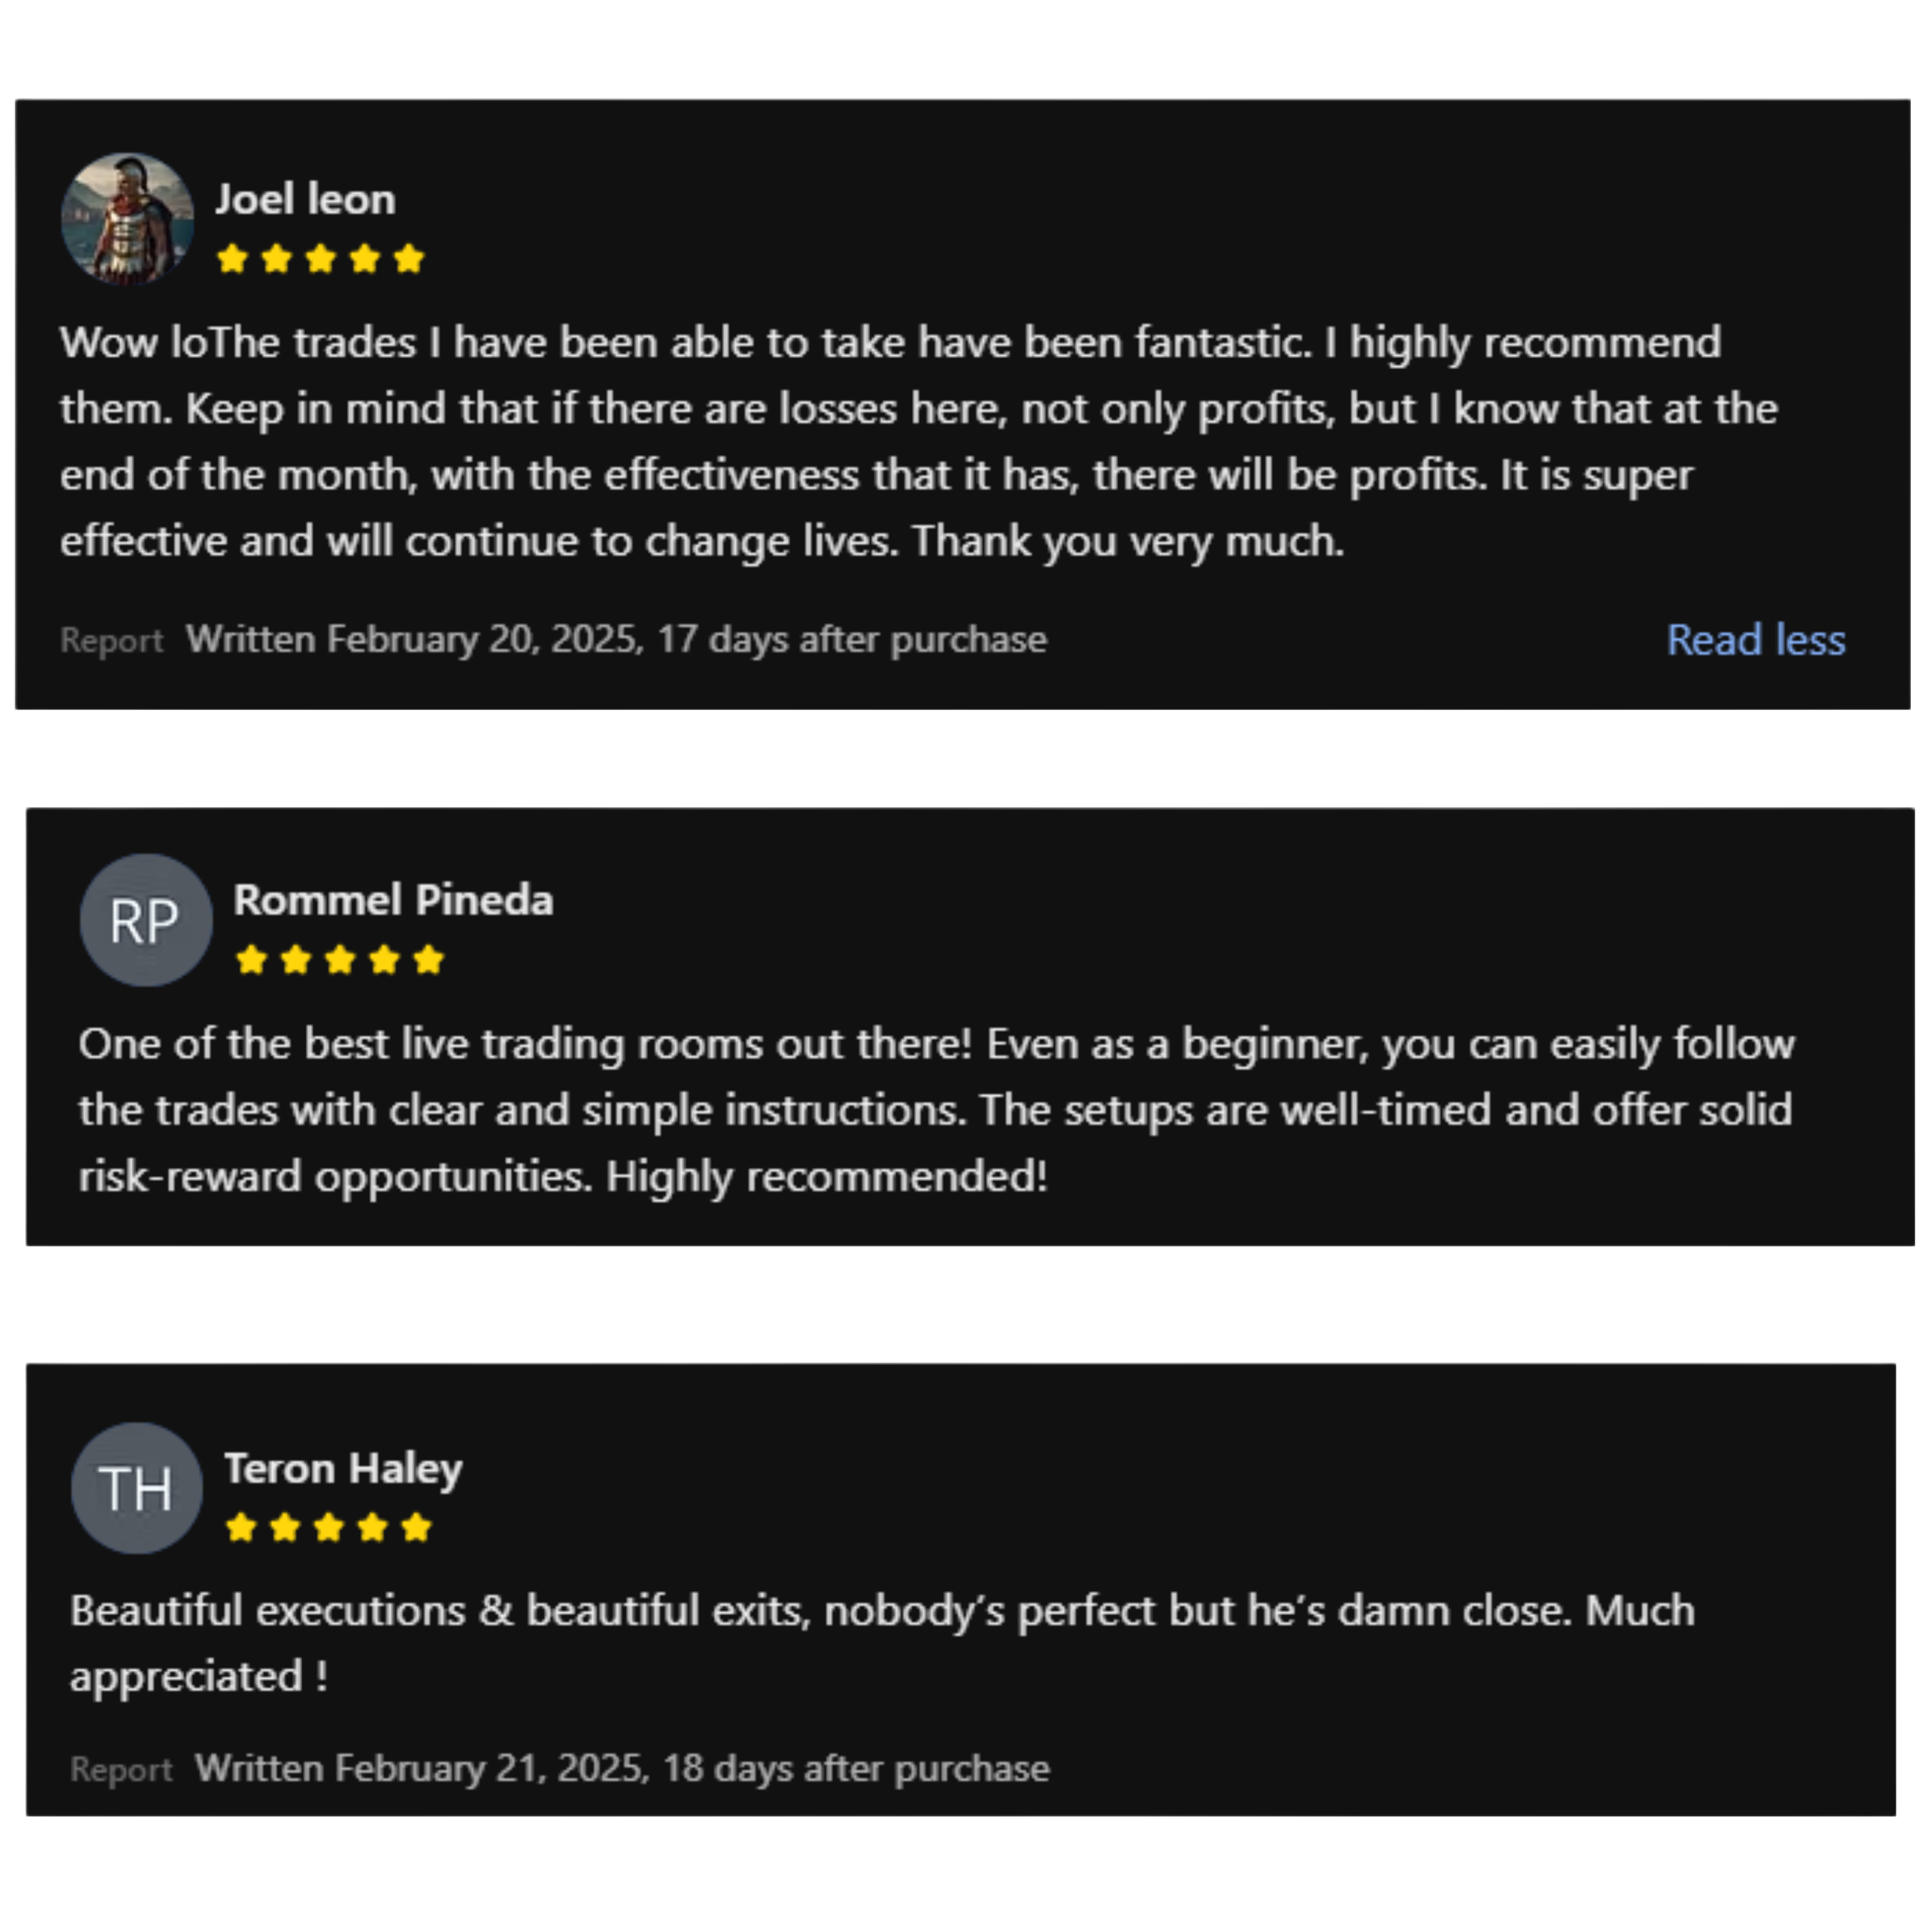 Joel leon
Wow loThe trades I have been able to take have been fantastic. I highly recommend
them. Keep in mind that if there are losses here, not only profits, but I know that at the
end of the month, with the effectiveness that it has, there will be profits. It is super
effective and will continue to change lives. Thank you very much.
Report Written February 20, 2025, 17 days after purchase Read less
RP Rommel Pineda
One of the best live trading rooms out there! Even as a beginner, you can easily follow
the trades with clear and simple instructions. The setups are well-timed and offer solid
risk-reward opportunities. Highly recommended!
TH Teron Haley
Beautiful executions & beautiful exits, nobody’s perfect but he’s damn close. Much
appreciated !
Report Written February 21, 2025, 18 days after purchase